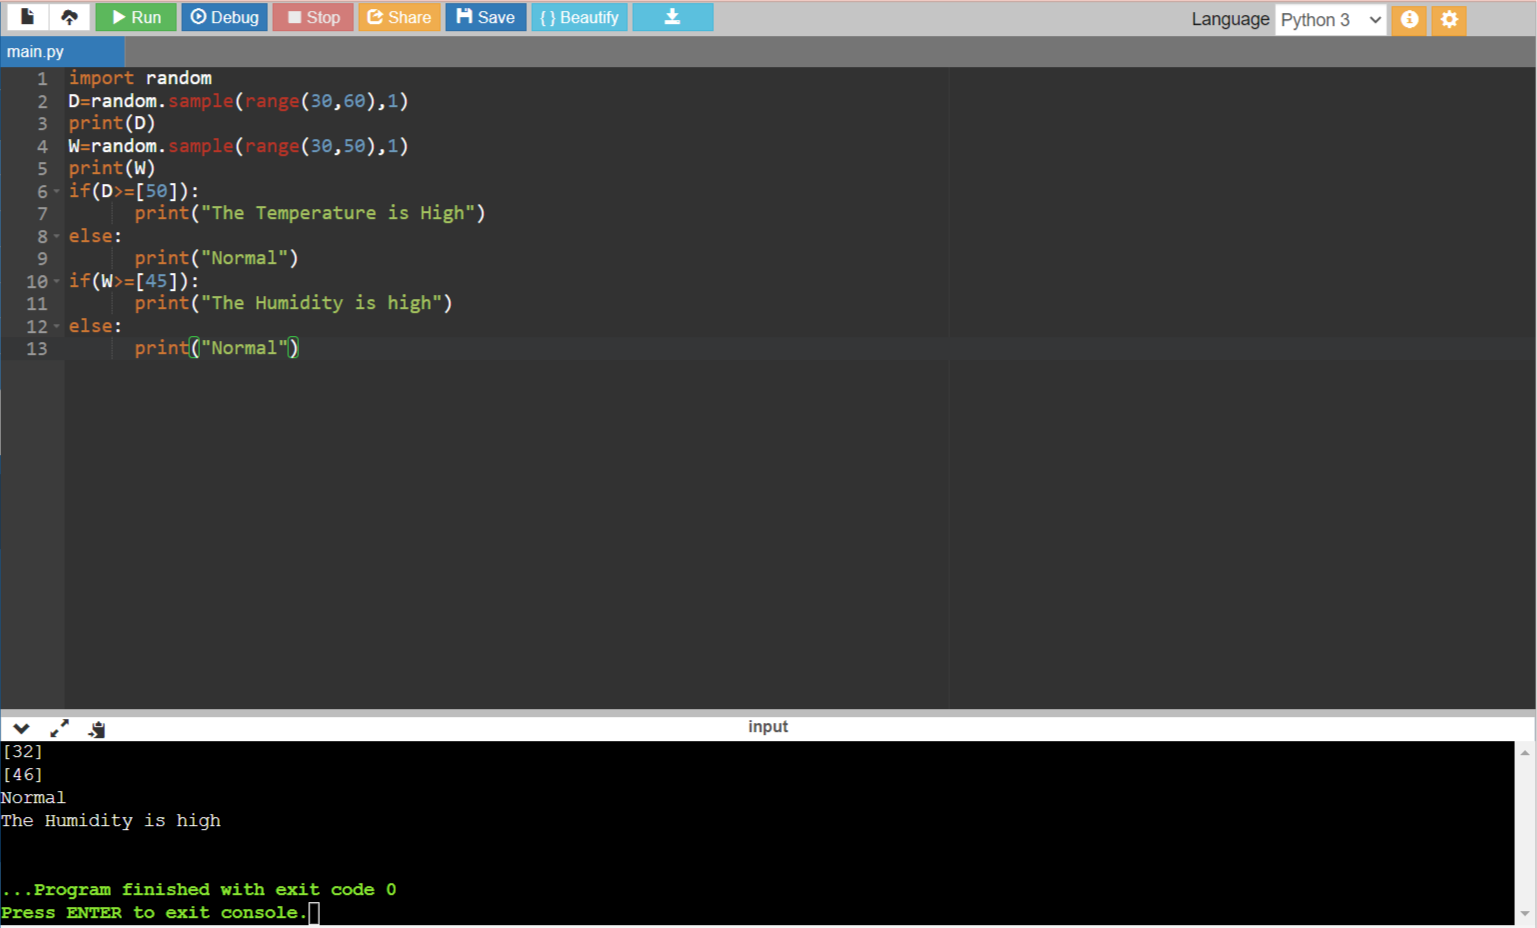 Run Debug Stop Share Save { } Beautify Language Python 3
main.py
1 import random
2 D=random.sample(range(30,60),1)
3 print(D)
4 W=random.sample(range(30,50),1)
5 print(W)
6 if(D>=[50]):
7 print("The Temperature is High")
8 else:
9 print("Normal")
10 if(W>=[45]):
11 print("The Humidity is high")
12 else:
13 print("Normal")
input
[32]
[46]
Normal
The Humidity is high
...Program finished with exit code 0
Press ENTER to exit console.